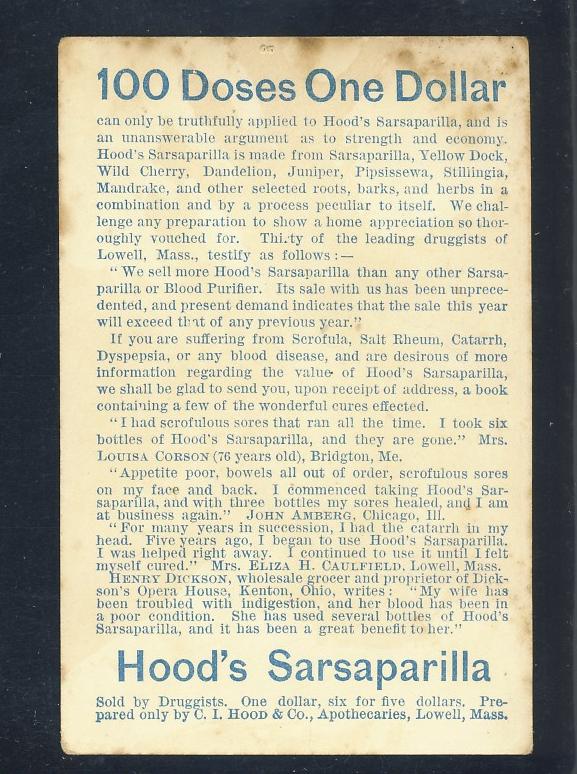 100 Doses One Dollar
can only be truthfully applied to Hood's Sarsaparilla, and is
an unanswerable argument as to strength and economy.
Hood's Sarsaparilla is made from Sarsaparilla, Yellow Dock,
Wild Cherry, Dandelion, Juniper, Pipsissewa, Stillingia,
Mandrake, and other selected roots, barks, and herbs in a
combination and by a process peculiar to itself. We chal-
lenge any preparation to show a home appreciation so thor-
oughly vouched for. Thirty of the leading druggists of
Lowell, Mass., testify as follows:—
"We sell more Hood's Sarsaparilla than any other Sarsa-
parilla or Blood Purifier. Its sale with us has been unprece-
dented, and present demand indicates that the sale this year
will exceed that of any previous year."
If you are suffering from Scrofula, Salt Rheum, Catarrh,
Dyspepsia, or any blood disease, and are desirous of more
information regarding the value of Hood's Sarsaparilla,
we shall be glad to send you, upon receipt of address, a book
containing a few of the wonderful cures effected.
"I had scrofulous sores that ran all the time. I took six
bottles of Hood's Sarsaparilla, and they are gone." Mrs.
LOUISA CORSON (76 years old), Bridgton, Me.
"Appetite poor, bowels all out of order, scrofulous sores
on my face and back. I commenced taking Hood's Sar-
saparilla, and with three bottles my sores healed, and I am
at business again." JOHN AMBERG, Chicago, Ill.
"For many years in succession, I had the catarrh in my
head. Five years ago, I began to use Hood's Sarsaparilla.
I was helped right away. I continued to use it until I felt
myself cured." Mrs. ELIZA H. CAULFIELD, Lowell, Mass.
HENRY DICKSON, wholesale grocer and proprietor of Dick-
son's Opera House, Kenton, Ohio, writes: "My wife has
been troubled with indigestion, and her blood has been in
a poor condition. She has used several bottles of Hood's
Sarsaparilla, and it has been a great benefit to her."
Hood's Sarsaparilla
Sold by Druggists. One dollar, six for five dollars. Pre-
pared only by C. I. HOOD & Co., Apothecaries, Lowell, Mass.